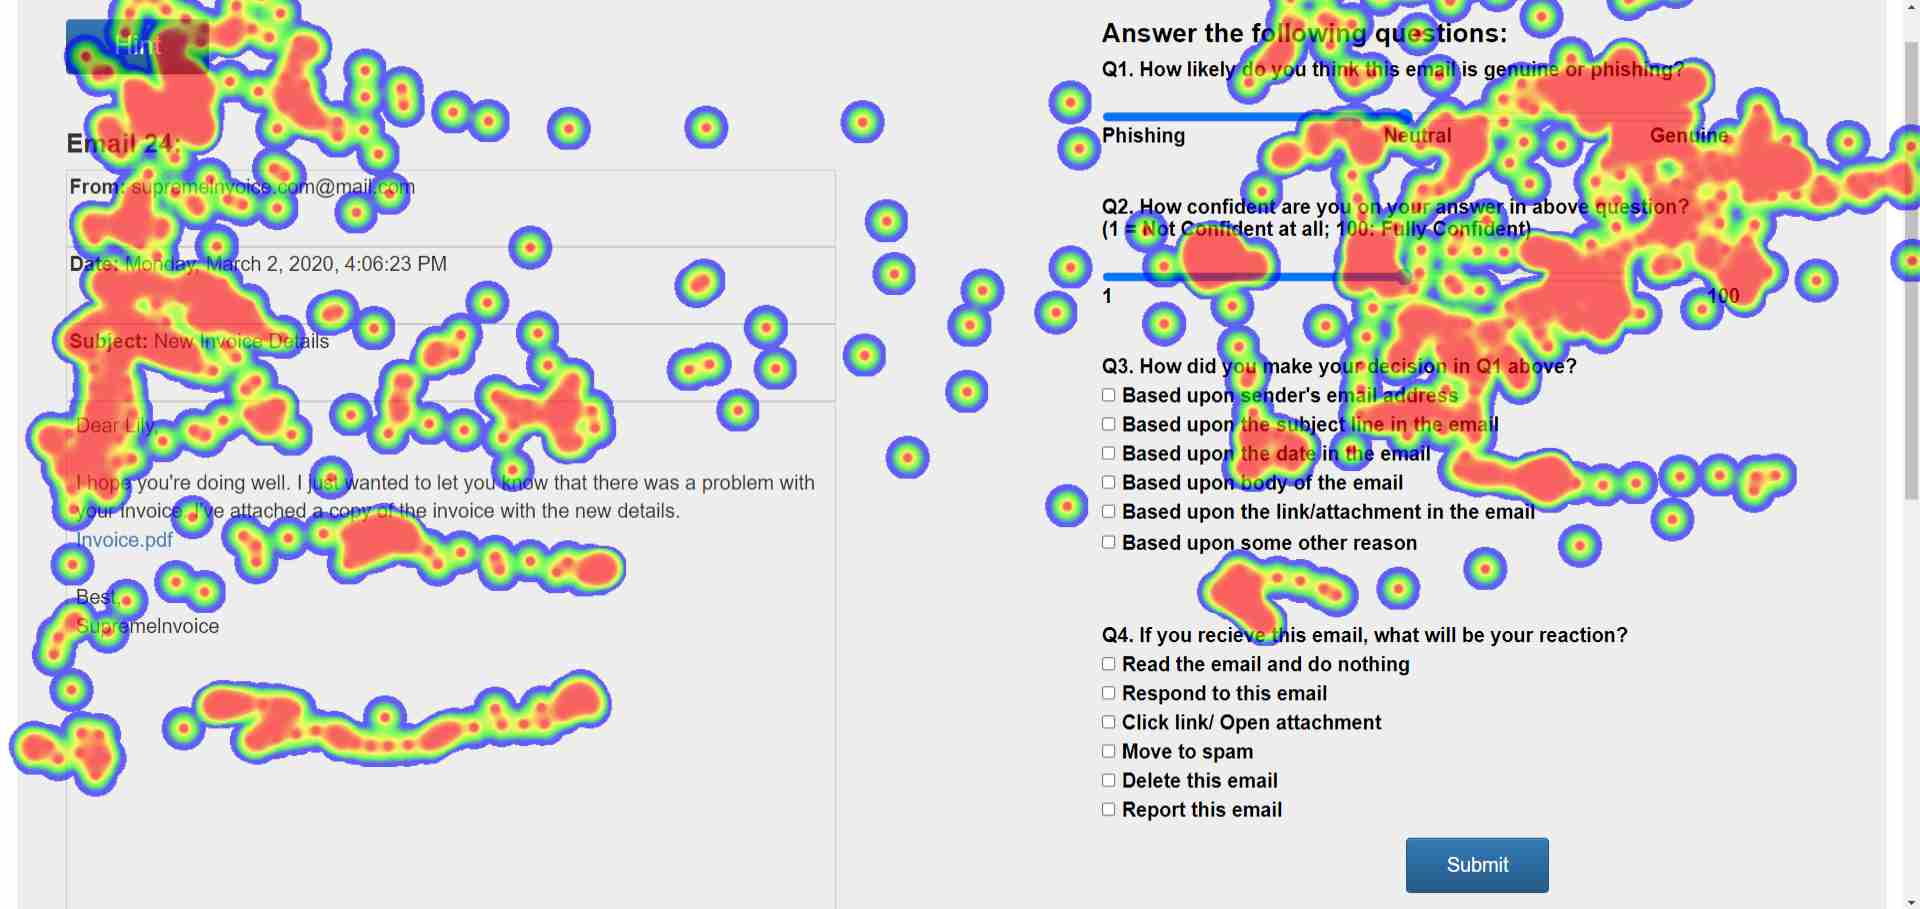 Hint
Email 24:
From: supremeInvoice.com@mail.com
Date: Monday, March 2, 2020, 4:06:23 PM
Subject: New Invoice Details
Dear Lily,
I hope you're doing well. I just wanted to let you know that there was a problem with
your invoice. I've attached a copy of the invoice with the new details.
Invoice.pdf
Best,
SupremeInvoice
Answer the following questions:
Q1. How likely do you think this email is genuine or phishing?
Phishing Neutral Genuine
Q2. How confident are you on your answer in above question?
(1 = Not Confident at all; 100: Fully Confident)
1 100
Q3. How did you make your decision in Q1 above?
Based upon sender's email address
Based upon the subject line in the email
Based upon the date in the email
Based upon body of the email
Based upon the link/attachment in the email
Based upon some other reason
Q4. If you recieve this email, what will be your reaction?
Read the email and do nothing
Respond to this email
Click link/ Open attachment
Move to spam
Delete this email
Report this email
Submit